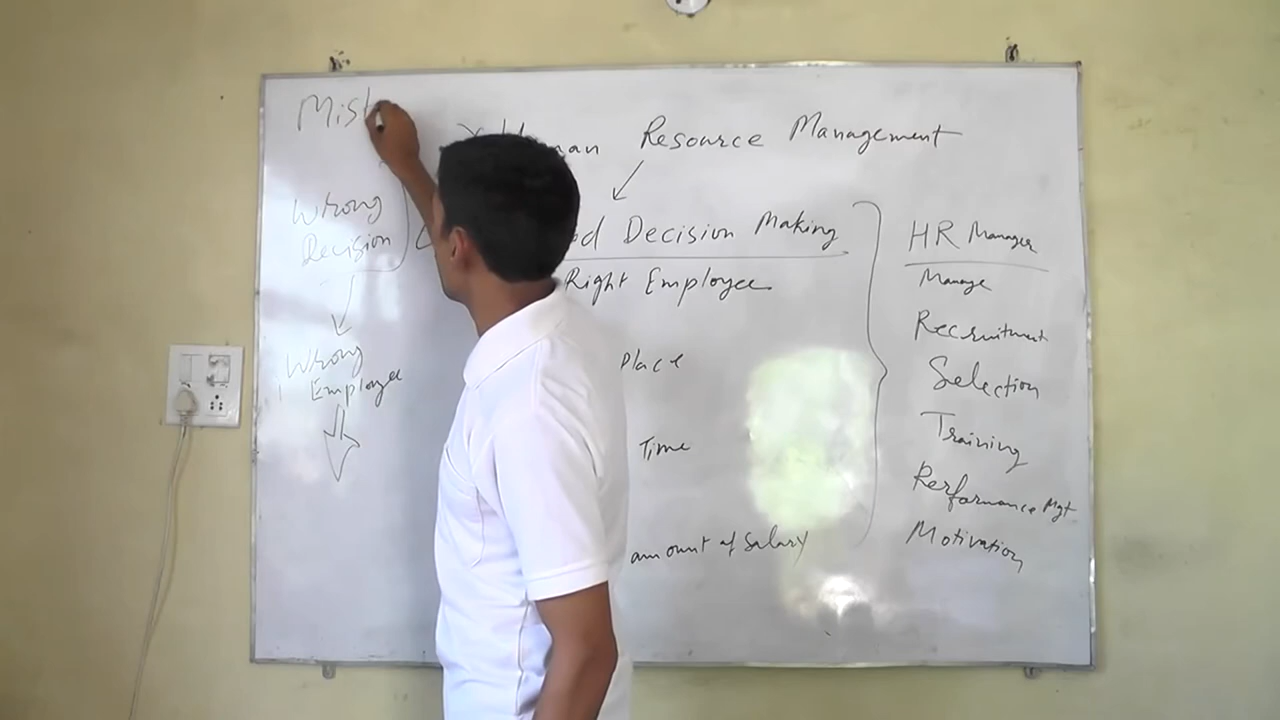 Mist
Human Resource Management
Wrong
Decision
Wrong
Employee
Decision Making
Right Employee
Place
Time
amount of Salary
HR Manager
Manage
Recruitment
Selection
Training
Performance Mgt
Motivation